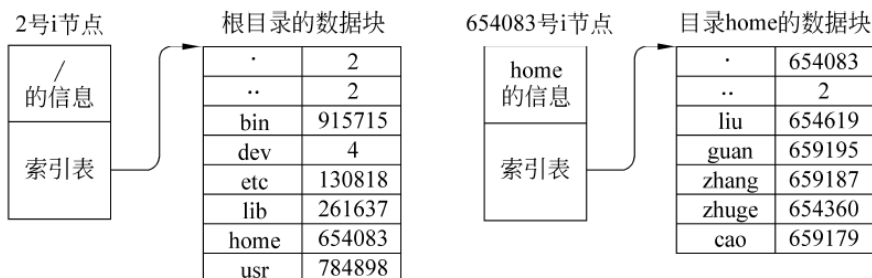 2号i节点
/
的信息
索引表
根目录的数据块
. 2
.. 2
bin 915715
dev 4
etc 130818
lib 261637
home 654083
usr 784898
654083号i节点
home
的信息
索引表
目录home的数据块
. 654083
.. 2
liu 654619
guan 659195
zhang 659187
zhuge 654360
cao 659179